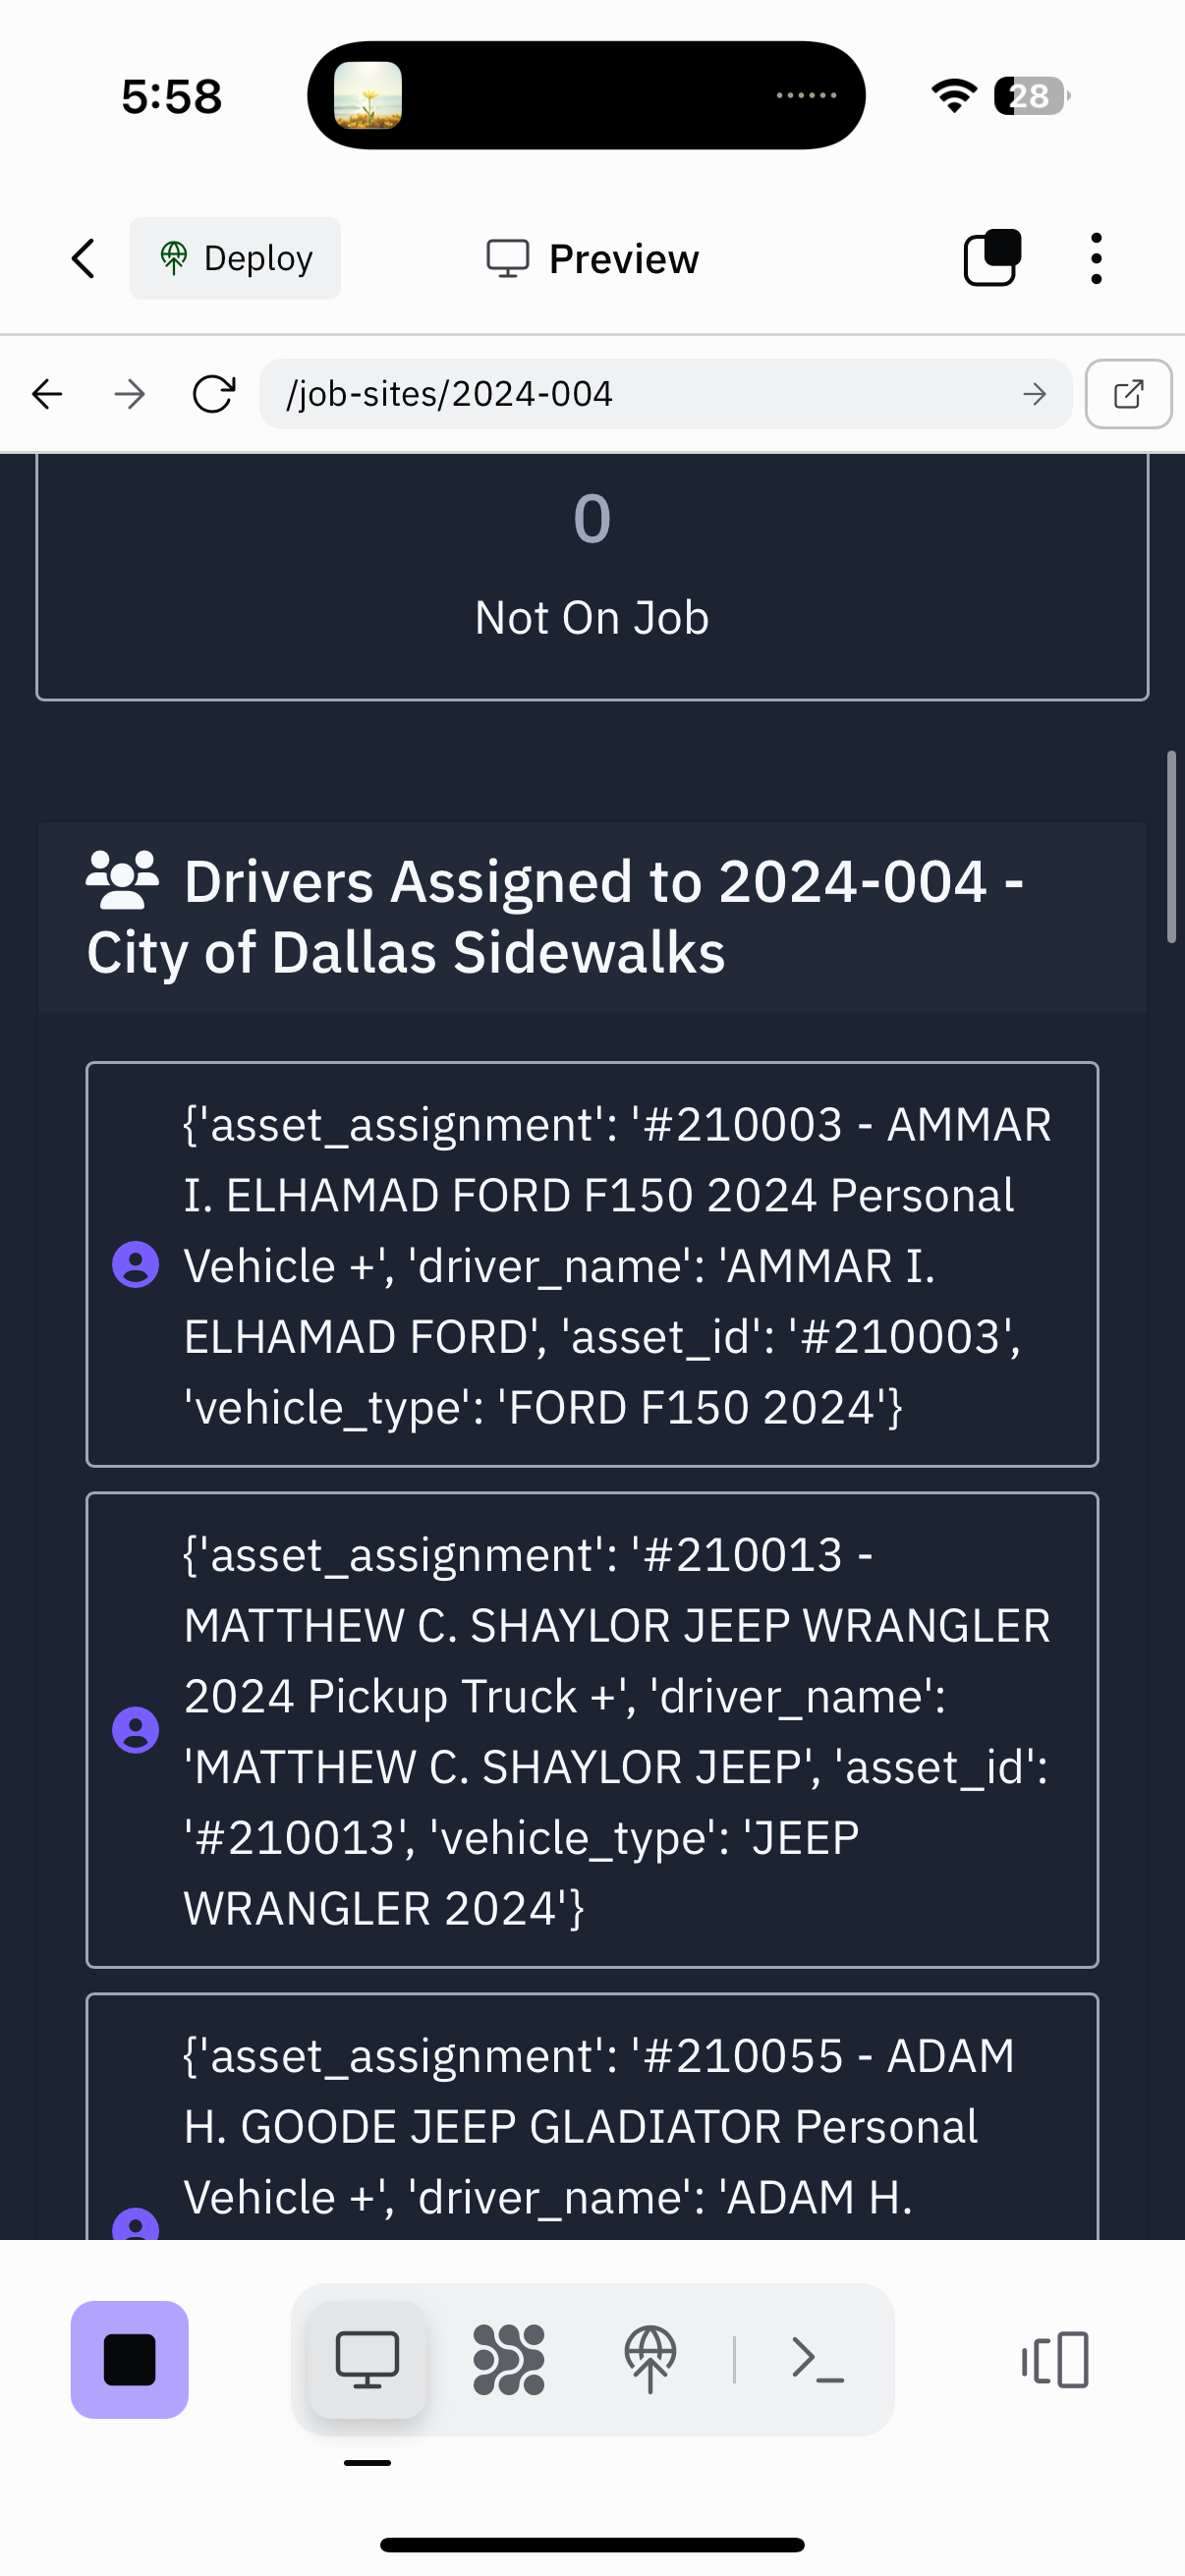 5:58
28
Deploy
Preview
/job-sites/2024-004
0
Not On Job
Drivers Assigned to 2024-004 -
City of Dallas Sidewalks
{'asset_assignment': '#210003 - AMMAR
I. ELHAMAD FORD F150 2024 Personal
Vehicle +', 'driver_name': 'AMMAR I.
ELHAMAD FORD', 'asset_id': '#210003',
'vehicle_type': 'FORD F150 2024'}
{'asset_assignment': '#210013 -
MATTHEW C. SHAYLOR JEEP WRANGLER
2024 Pickup Truck +', 'driver_name':
'MATTHEW C. SHAYLOR JEEP', 'asset_id':
'#210013', 'vehicle_type': 'JEEP
WRANGLER 2024'}
{'asset_assignment': '#210055 - ADAM
H. GOODE JEEP GLADIATOR Personal
Vehicle +', 'driver_name': 'ADAM H.